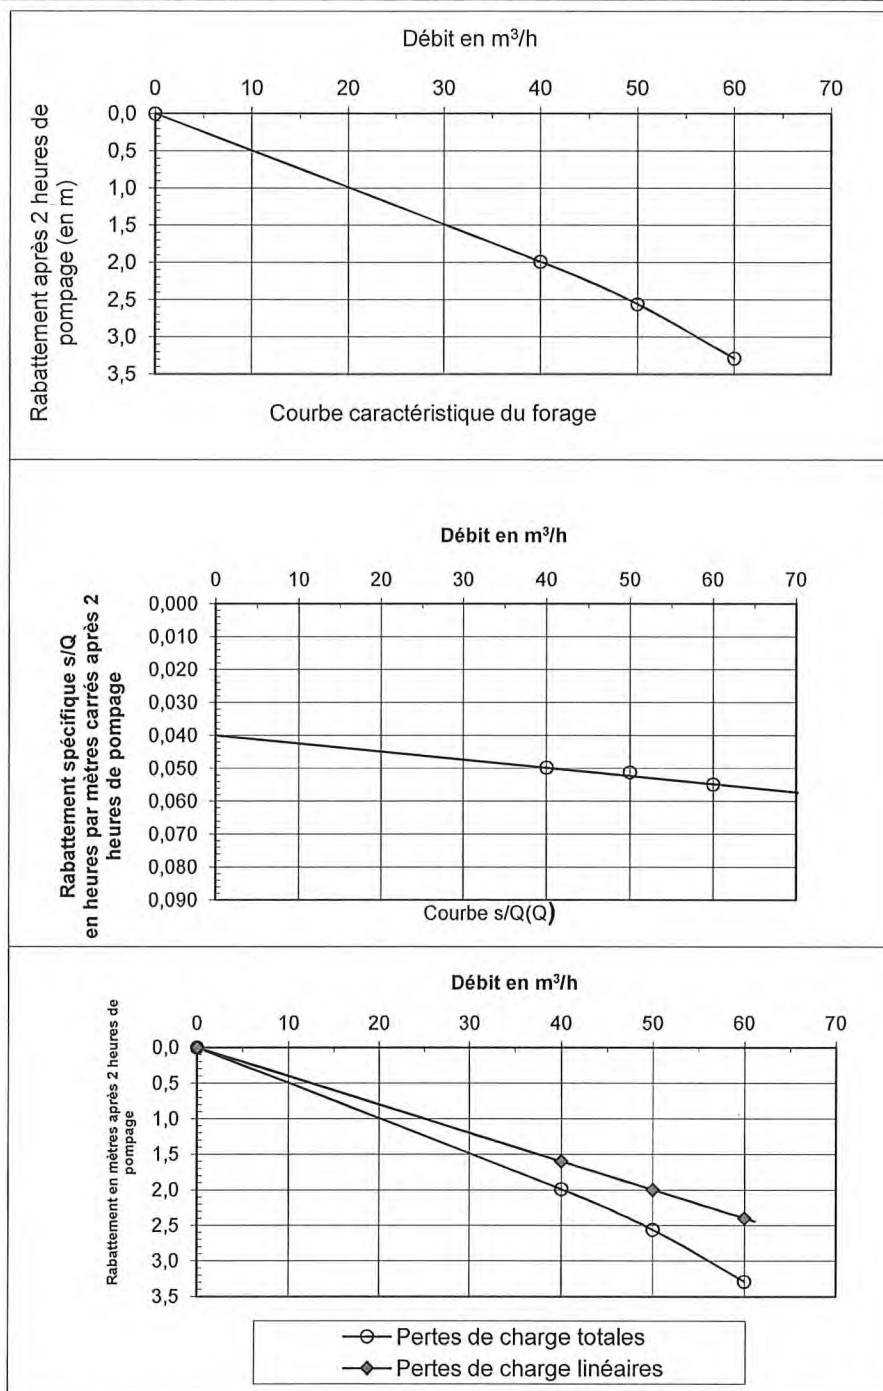 Débit en m³/h
0 10 20 30 40 50 60 70
0,0
0,5
1,0
1,5
2,0
2,5
3,0
3,5
Rabattement après 2 heures de
pompage (en m)
Courbe caractéristique du forage
Débit en m³/h
0 10 20 30 40 50 60 70
0,000
0,010
0,020
0,030
0,040
0,050
0,060
0,070
0,080
0,090
Rabattement spécifique s/Q
en heures par mètres carrés après 2
heures de pompage
Courbe s/Q(Q)
Débit en m³/h
0 10 20 30 40 50 60 70
0,0
0,5
1,0
1,5
2,0
2,5
3,0
3,5
Rabattement en mètres après 2 heures de
pompage
Pertes de charge totales
Pertes de charge linéaires